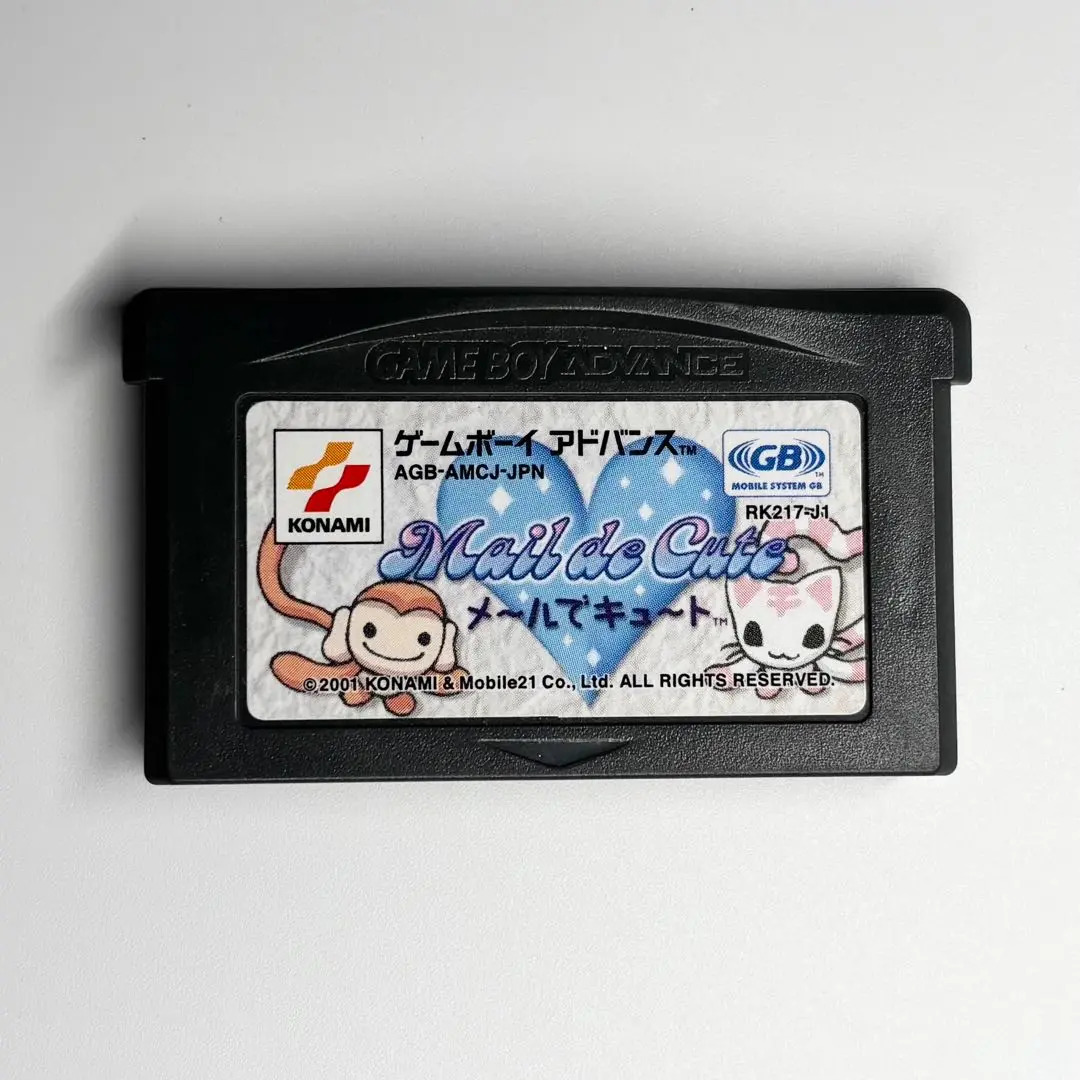 GAME BOY ADVANCE
KONAMI
ゲームボーイ アドバンス™
AGB-AMCJ-JPN
GB™
MOBILE SYSTEM GB
RK217-J1
Mail de Cute
メ〜ルでキュ〜ト™
©2001 KONAMI & Mobile21 Co., Ltd. ALL RIGHTS RESERVED.